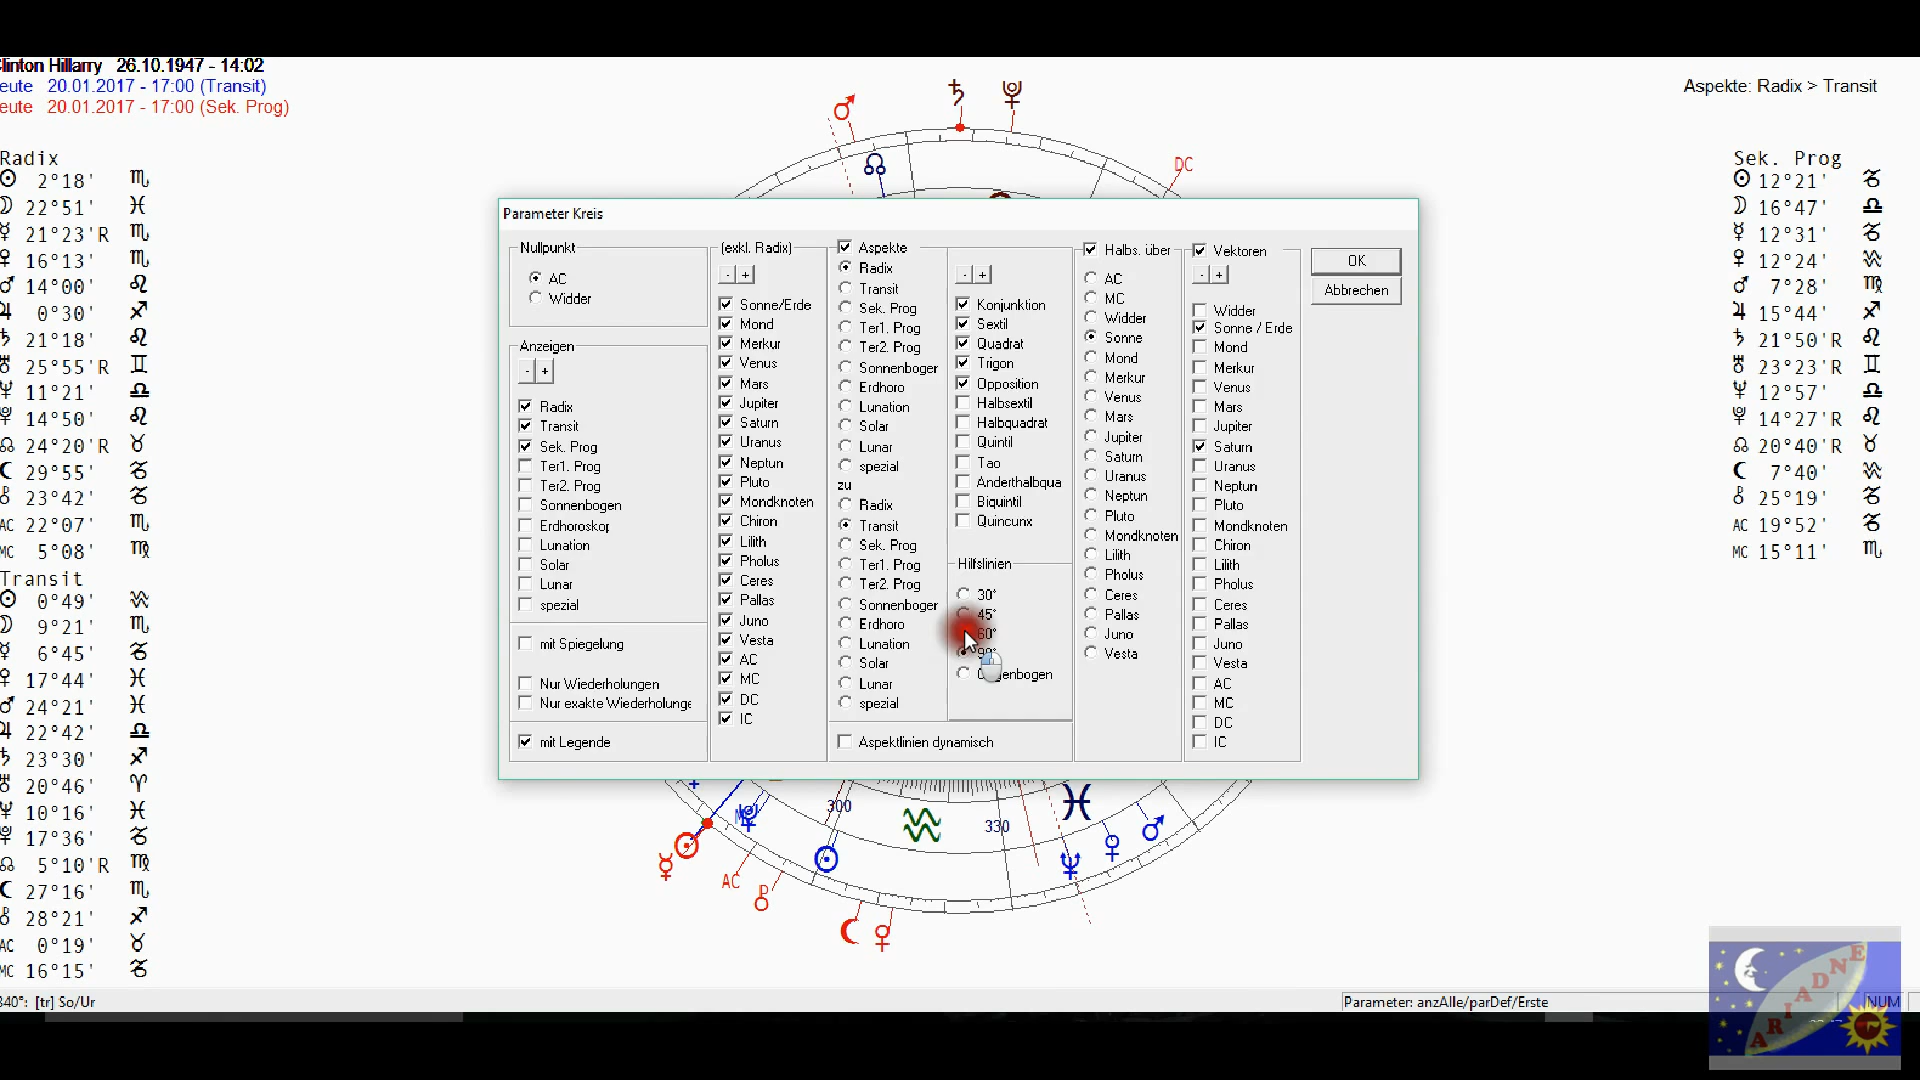 linton Hillarry 26.10.1947 - 14:02
eute 20.01.2017 - 17:00 (Transit)
eute 20.01.2017 - 17:00 (Sek. Prog)
Aspekte: Radix > Transit
Radix
2°18'
22°51'
21°23'R
16°13'
14°00'
0°30'
21°18'
25°55'R
11°21'
14°50'
24°20'R
29°55'
23°42'
AC 22°07'
MC 5°08'
Transit
0°49'
9°21'
6°45'
17°44'
24°21'
22°42'
23°30'
20°46'
10°16'
17°36'
5°10'R
27°16'
28°21'
AC 0°19'
MC 16°15'
DC
Parameter Kreis
Nullpunkt
AC
Widder
Anzeigen
- +
Radix
Transit
Sek. Prog
Ter1. Prog
Ter2. Prog
Sonnenbogen
Erdhoroskop
Lunation
Solar
Lunar
spezial
mit Spiegelung
Nur Wiederholungen
Nur exakte Wiederholunge
mit Legende
(exkl. Radix)
- +
Sonne/Erde
Mond
Merkur
Venus
Mars
Jupiter
Saturn
Uranus
Neptun
Pluto
Mondknoten
Chiron
Lilith
Pholus
Ceres
Pallas
Juno
Vesta
AC
MC
DC
IC
Aspekte
Radix
Transit
Sek. Prog
Ter1. Prog
Ter2. Prog
Sonnenboger
Erdhoro
Lunation
Solar
Lunar
spezial
zu
Radix
Transit
Sek. Prog
Ter1. Prog
Ter2. Prog
Sonnenboger
Erdhoro
Lunation
Solar
Lunar
spezial
Aspektlinien dynamisch
- +
Konjunktion
Sextil
Quadrat
Trigon
Opposition
Halbsextil
Halbquadrat
Quintil
Tao
Anderthalbqua
Biquintil
Quincunx
Hilfslinien
30°
45°
60°
90°
Halbs. über
AC
MC
Widder
Sonne
Mond
Merkur
Venus
Mars
Jupiter
Saturn
Uranus
Neptun
Pluto
Mondknoten
Lilith
Pholus
Ceres
Pallas
Juno
Vesta
Vektoren
- +
Widder
Sonne / Erde
Mond
Merkur
Venus
Mars
Jupiter
Saturn
Uranus
Neptun
Pluto
Mondknoten
Chiron
Lilith
Pholus
Ceres
Pallas
Juno
Vesta
AC
MC
DC
IC
OK
Abbrechen
300
330
AC
Sek. Prog
12°21'
16°47'
12°31'
12°24'
7°28'
15°44'
21°50'R
23°23'R
12°57'
14°27'R
20°40'R
7°40'
25°19'
AC 19°52'
MC 15°11'
340°: [tr] So/Ur
Parameter: anzAlle/parDef/Erste
NUM
ARIADNE